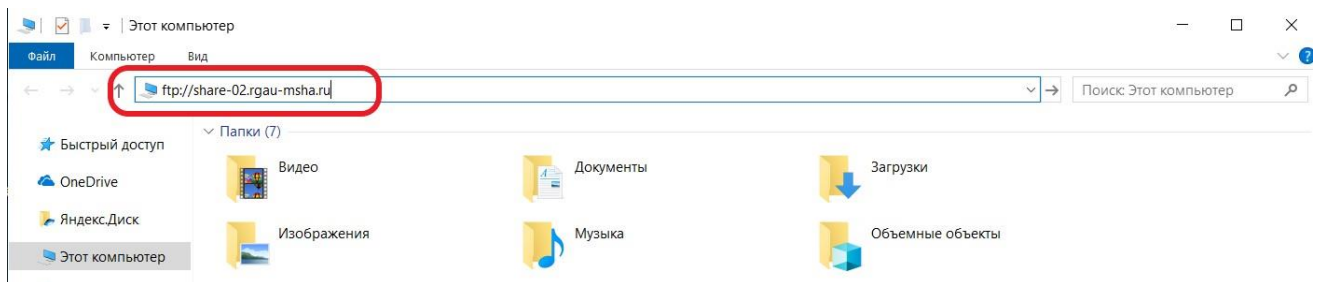 Этот компьютер
Файл Компьютер Вид
ftp://share-02.rgau-msha.ru Поиск: Этот компьютер
Папки (7)
Быстрый доступ
Видео Документы Загрузки
OneDrive
Яндекс.Диск
Изображения Музыка Объемные объекты
Этот компьютер